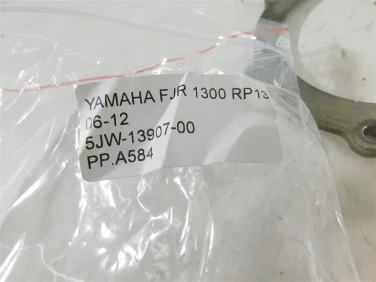 YAMAHA FJR 1300 RP13
06-12
5JW-13907-00
PP.A584